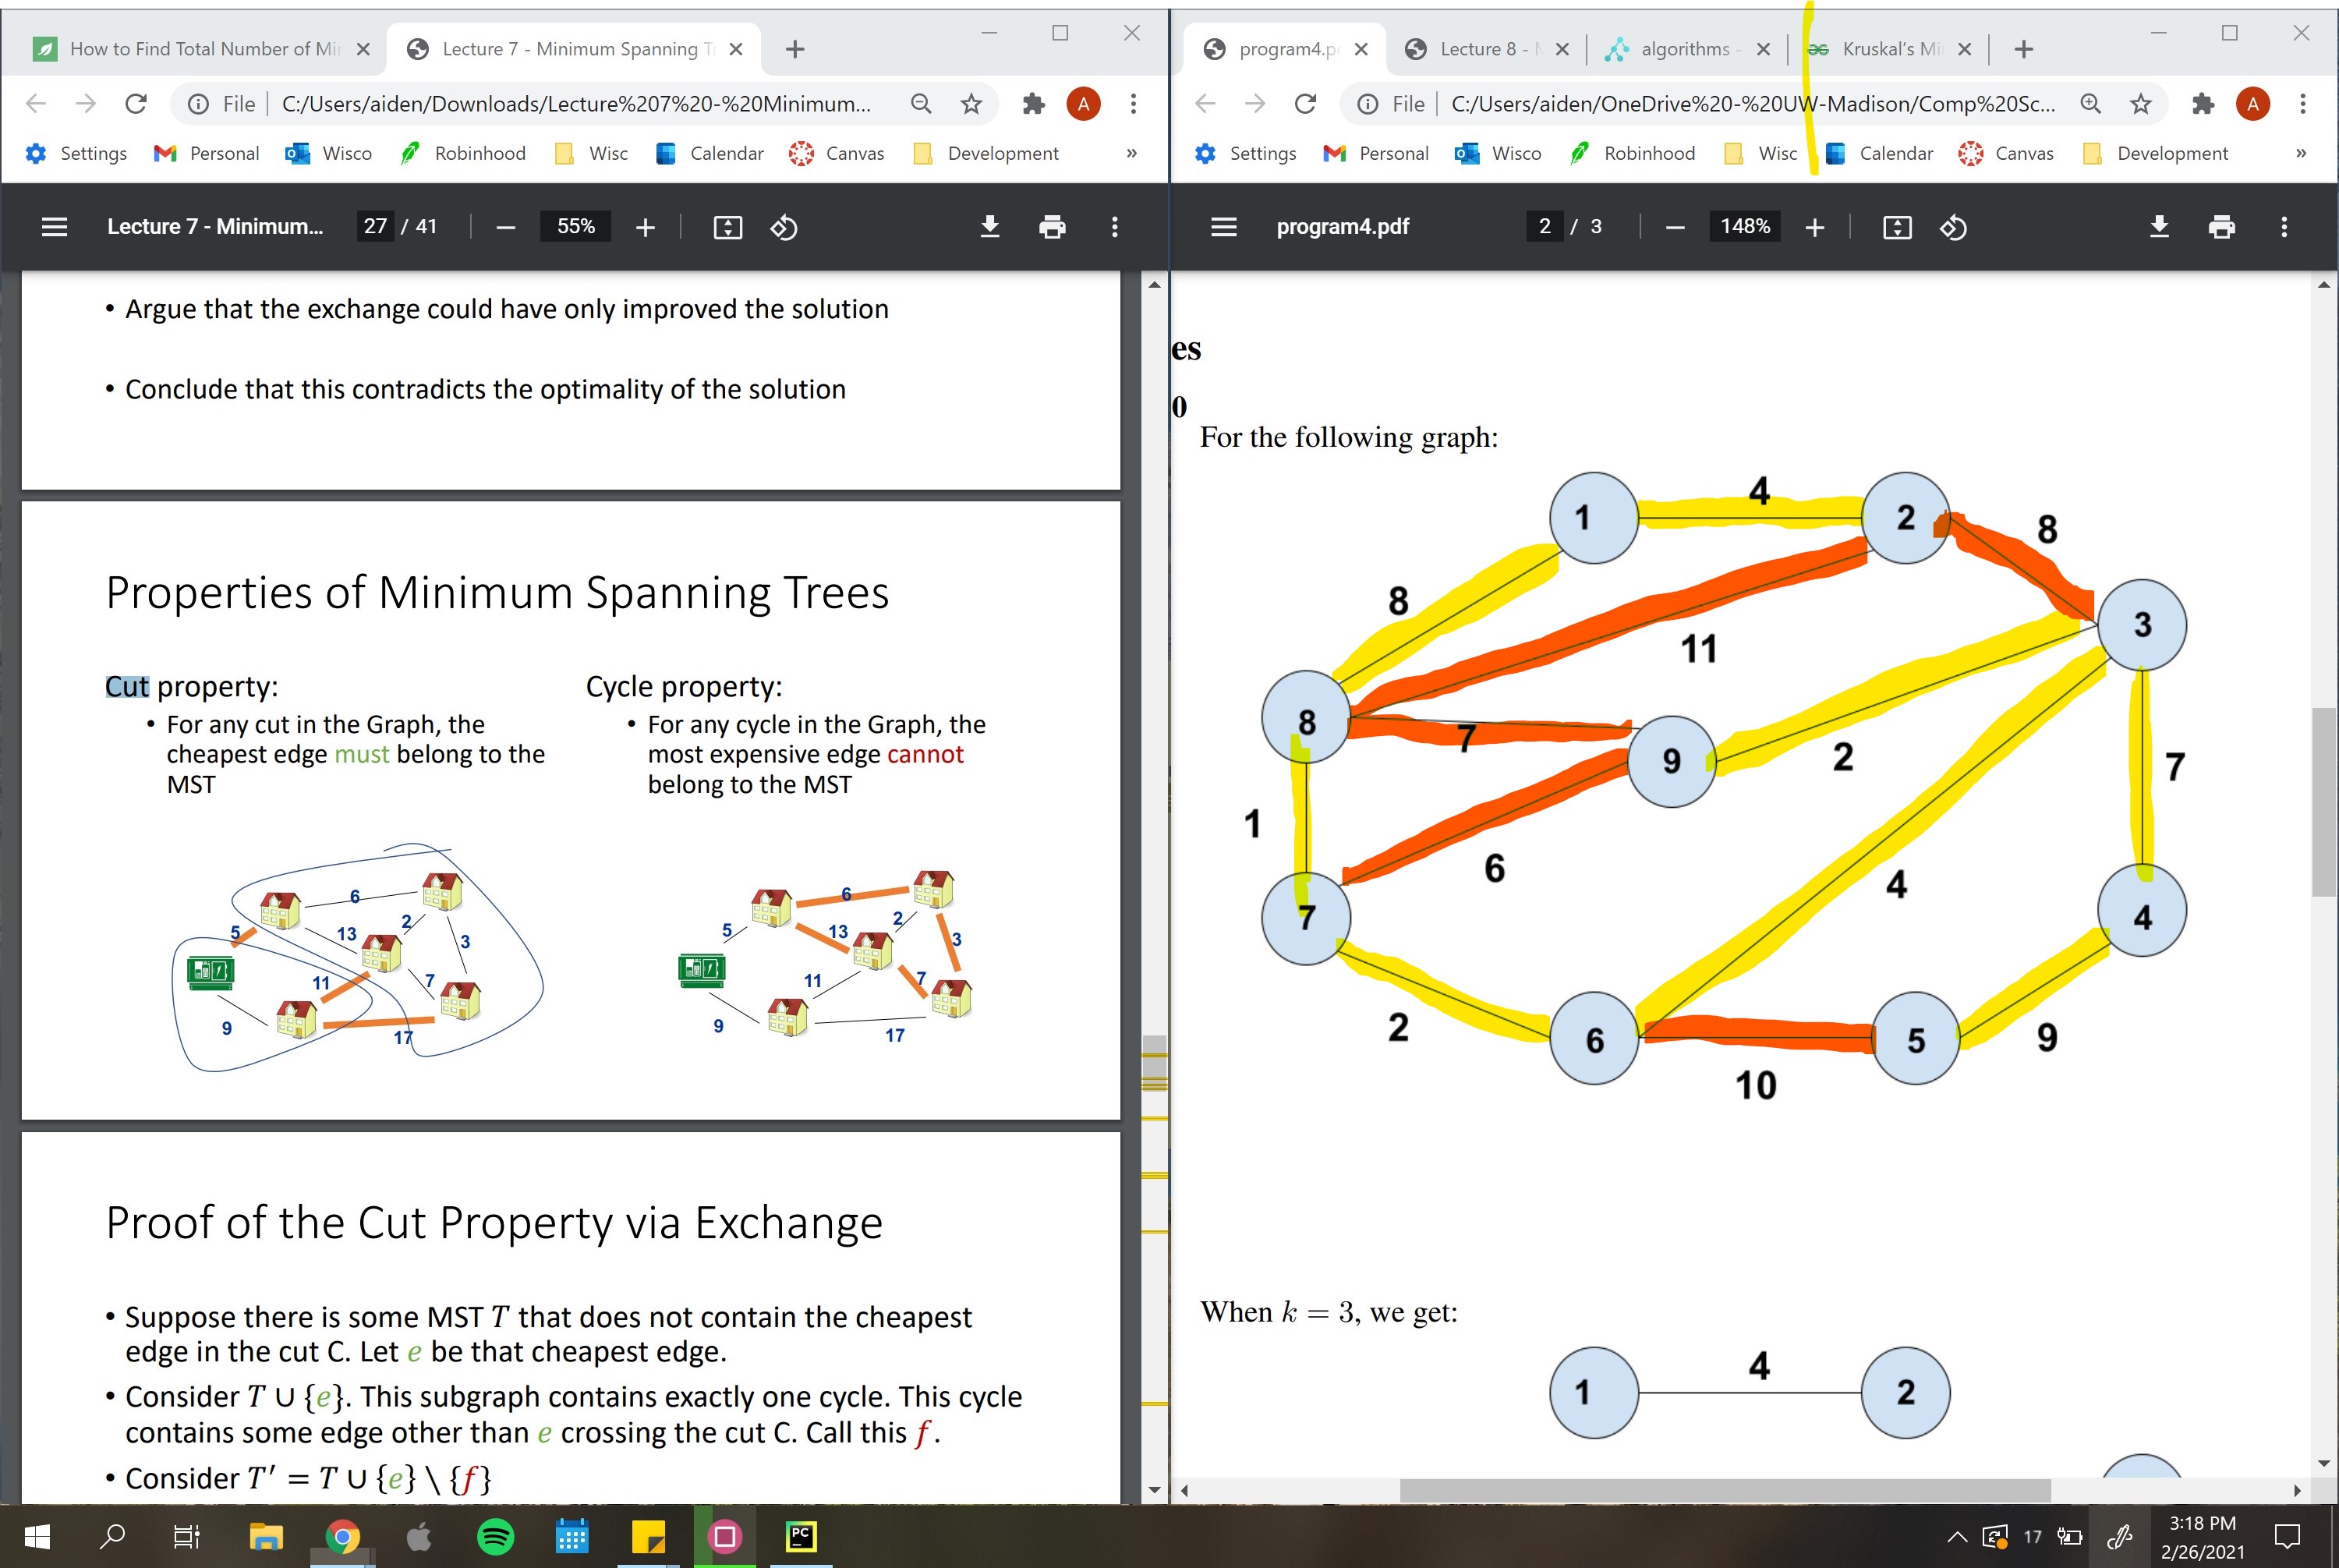 How to Find Total Number of Mi
Lecture 7 - Minimum Spanning T
File
C:/Users/aiden/Downloads/Lecture%207%20-%20Minimum...
A
Settings
Personal
Wisco
Robinhood
Wisc
Calendar
Canvas
Development
»
Lecture 7 - Minimum...
27 / 41
55%
• Argue that the exchange could have only improved the solution
• Conclude that this contradicts the optimality of the solution
Properties of Minimum Spanning Trees
Cut property:
• For any cut in the Graph, the
cheapest edge must belong to the
MST
Cycle property:
• For any cycle in the Graph, the
most expensive edge cannot
belong to the MST
6
2
5
13
3
11
7
9
17
6
2
5
13
3
11
7
9
17
Proof of the Cut Property via Exchange
• Suppose there is some MST T that does not contain the cheapest
edge in the cut C. Let e be that cheapest edge.
• Consider T ∪ {e}. This subgraph contains exactly one cycle. This cycle
contains some edge other than e crossing the cut C. Call this f.
• Consider T′ = T ∪ {e} \ {f}
program4.p
Lecture 8 -
algorithms -
Kruskal's Mi
File
C:/Users/aiden/OneDrive%20-%20UW-Madison/Comp%20Sc...
A
Settings
Personal
Wisco
Robinhood
Wisc
Calendar
Canvas
Development
»
program4.pdf
2 / 3
148%
es
0
For the following graph:
4
1
2
8
8
3
11
8
7
9
2
7
1
6
4
7
4
2
6
5
9
10
When k = 3, we get:
4
1
2
PC
17
3:18 PM
2/26/2021